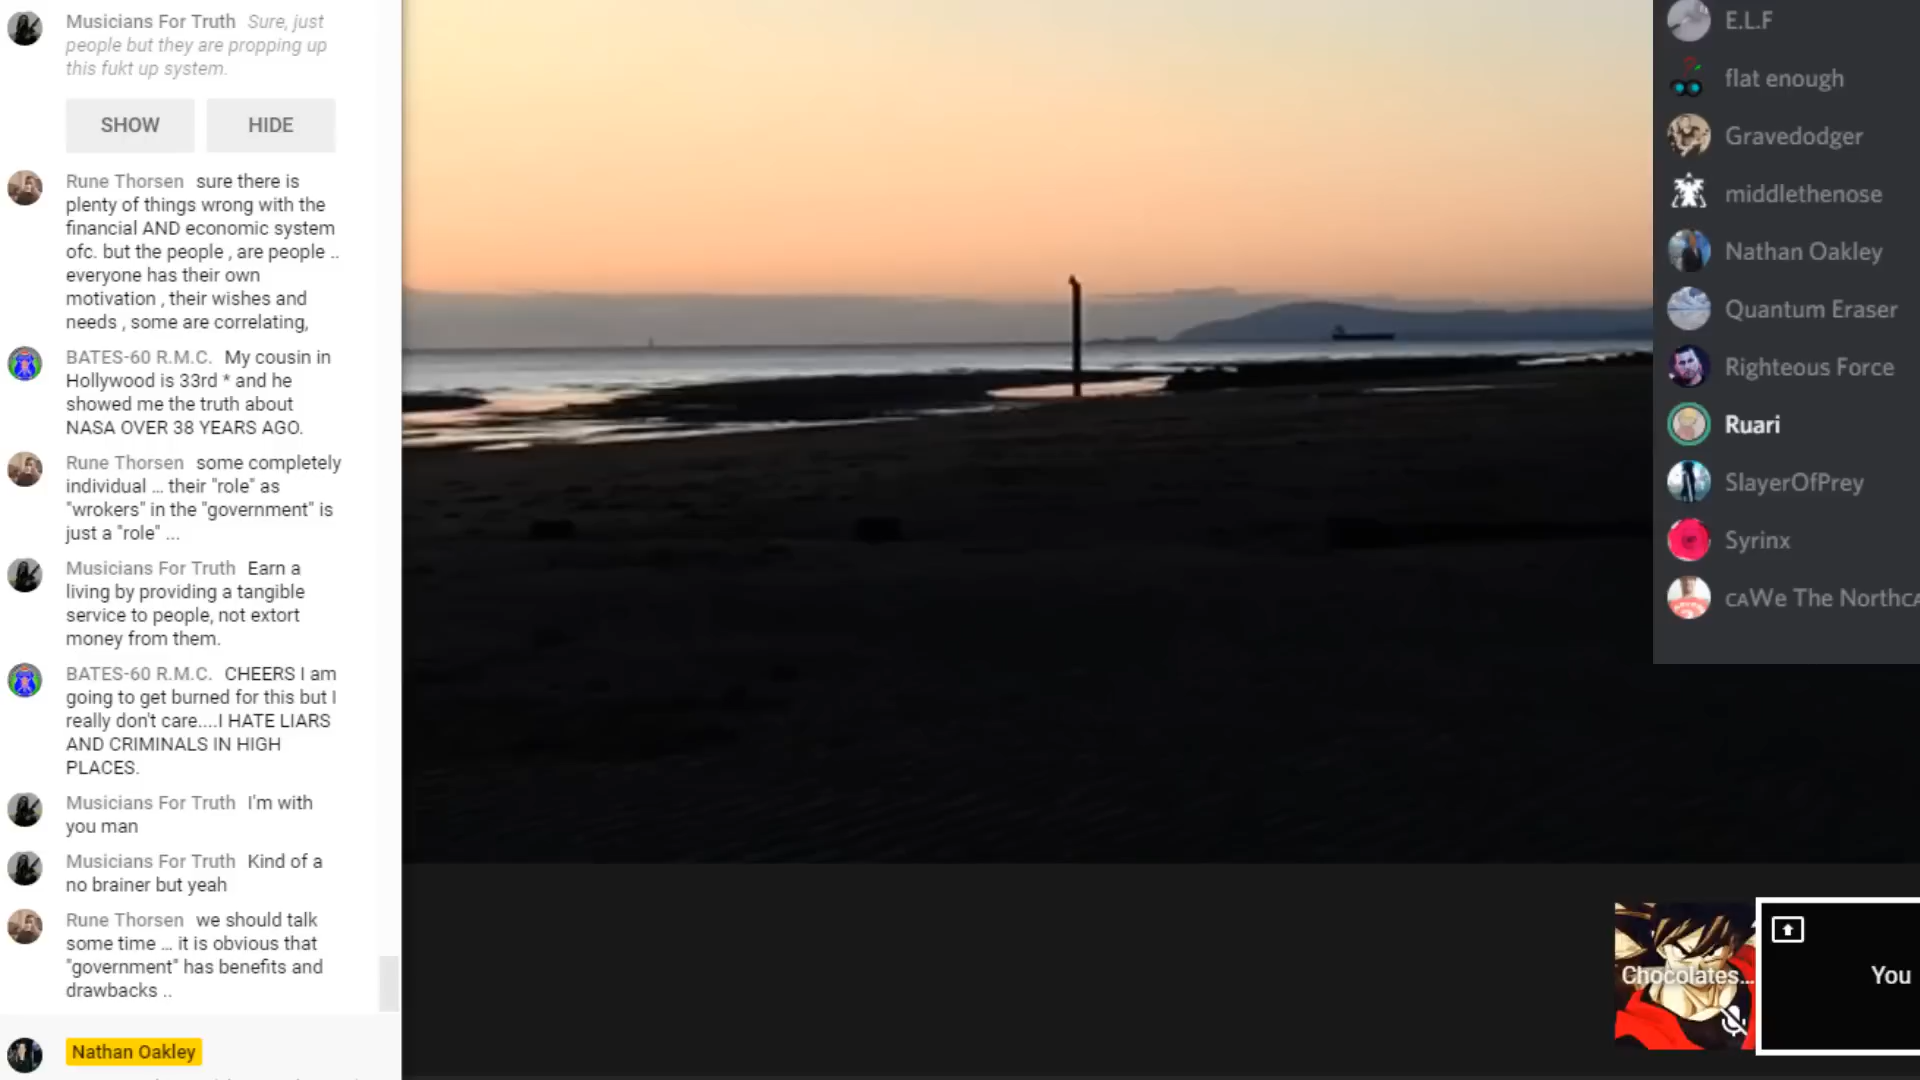 Musicians For Truth Sure, just
people but they are propping up
this fukt up system.
SHOW
HIDE
Rune Thorsen sure there is
plenty of things wrong with the
financial AND economic system
ofc. but the people , are people ..
everyone has their own
motivation , their wishes and
needs , some are correlating,
BATES-60 R.M.C. My cousin in
Hollywood is 33rd * and he
showed me the truth about
NASA OVER 38 YEARS AGO.
Rune Thorsen some completely
individual ... their "role" as
"wrokers" in the "government" is
just a "role" ...
Musicians For Truth Earn a
living by providing a tangible
service to people, not extort
money from them.
BATES-60 R.M.C. CHEERS I am
going to get burned for this but I
really don't care....I HATE LIARS
AND CRIMINALS IN HIGH
PLACES.
Musicians For Truth I'm with
you man
Musicians For Truth Kind of a
no brainer but yeah
Rune Thorsen we should talk
some time ... it is obvious that
"government" has benefits and
drawbacks ..
Nathan Oakley
E.L.F
flat enough
Gravedodger
middlethenose
Nathan Oakley
Quantum Eraser
Righteous Force
Ruari
SlayerOfPrey
Syrinx
CAWe The NorthCA
Chocolates...
You